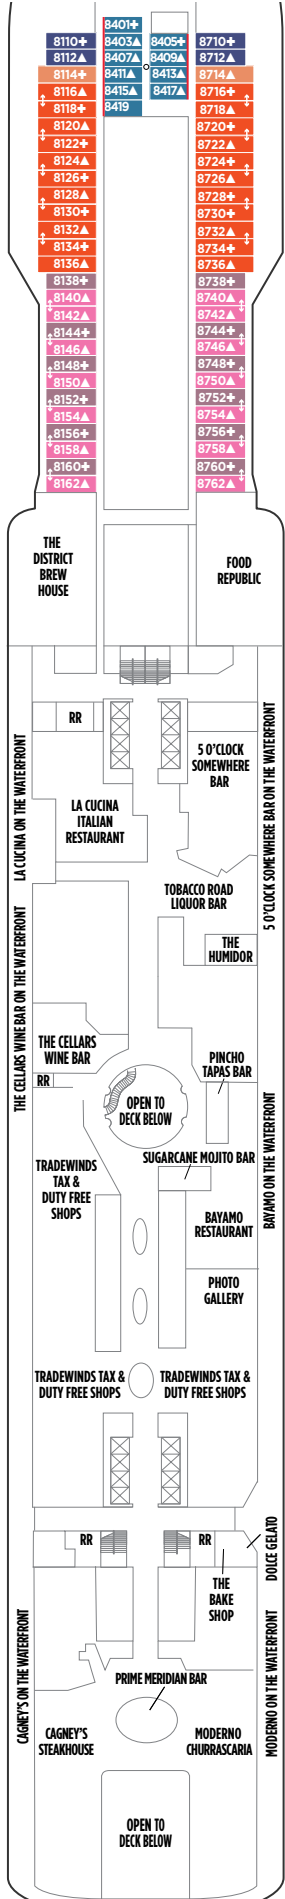 8401✚
8110✚ 8403▲ 8405✚ 8710✚
8112▲ 8407▲ 8409▲ 8712▲
8114✚ 8411▲ 8413▲ 8714▲
8116▲ 8415▲ 8417▲ 8716✚
8118✚ 8419 8718▲
8120▲ 8720✚
8122✚ 8722▲
8124▲ 8724✚
8126✚ 8726▲
8128▲ 8728✚
8130✚ 8730✚
8132▲ 8732▲
8134✚ 8734✚
8136▲ 8736▲
8138✚ 8738✚
8140▲ 8740▲
8142▲ 8742▲
8144✚ 8744✚
8146▲ 8746▲
8148✚ 8748✚
8150▲ 8750▲
8152✚ 8752✚
8154▲ 8754▲
8156✚ 8756✚
8158▲ 8758▲
8160✚ 8760✚
8162▲ 8762▲
THE
DISTRICT
BREW
HOUSE
FOOD
REPUBLIC
RR
5 O'CLOCK
SOMEWHERE
BAR
LA CUCINA
ITALIAN
RESTAURANT
LA CUCINA ON THE WATERFRONT
5 O'CLOCK SOMEWHERE BAR ON THE WATERFRONT
TOBACCO ROAD
LIQUOR BAR
THE
HUMIDOR
THE CELLARS WINE BAR ON THE WATERFRONT
THE CELLARS
WINE BAR
PINCHO
TAPAS BAR
RR
OPEN TO
DECK BELOW
BAYAMO ON THE WATERFRONT
SUGARCANE MOJITO BAR
TRADEWINDS
TAX &
DUTY FREE
SHOPS
BAYAMO
RESTAURANT
PHOTO
GALLERY
TRADEWINDS TAX &
DUTY FREE SHOPS
TRADEWINDS TAX &
DUTY FREE SHOPS
RR
RR
DOLCE GELATO
THE
BAKE
SHOP
CAGNEY'S ON THE WATERFRONT
MODERNO ON THE WATERFRONT
PRIME MERIDIAN BAR
CAGNEY'S
STEAKHOUSE
MODERNO
CHURRASCARIA
OPEN TO
DECK BELOW